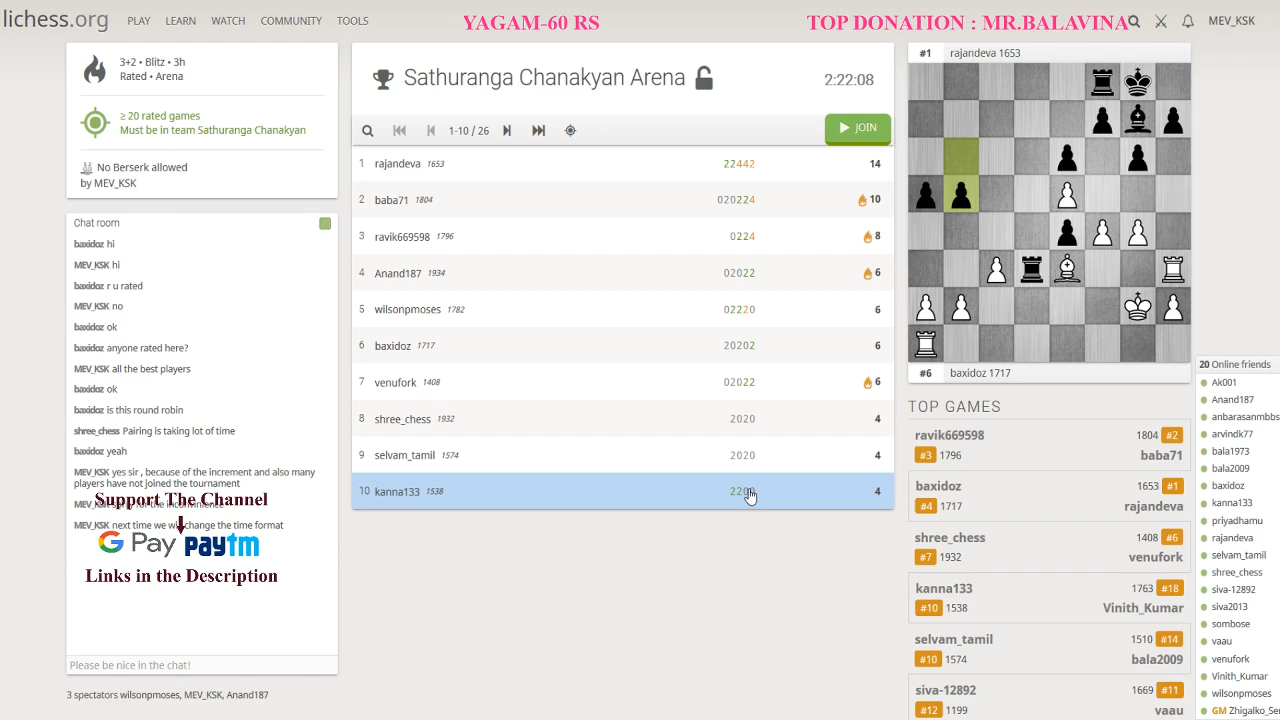 lichess.org
PLAY LEARN WATCH COMMUNITY TOOLS
YAGAM-60 RS
TOP DONATION : MR.BALAVINA
MEV_KSK
3+2 • Blitz • 3h
Rated • Arena
≥ 20 rated games
Must be in team Sathuranga Chanakyan
No Berserk allowed
by MEV_KSK
Chat room
baxidoz hi
MEV_KSK hi
baxidoz r u rated
MEV_KSK no
baxidoz ok
baxidoz anyone rated here?
MEV_KSK all the best players
baxidoz ok
baxidoz is this round robin
shree_chess Pairing is taking lot of time
baxidoz yeah
MEV_KSK yes sir , because of the increment and also many
players have not joined the tournament
Support The Channel
MEV_KSK
MEV_KSK next time we will change the time format
G Pay paytm
Links in the Description
Please be nice in the chat!
3 spectators wilsonpmoses, MEV_KSK, Anand187
Sathuranga Chanakyan Arena
2:22:08
1-10 / 26
JOIN
1 rajandeva 1653 22442 14
2 baba71 1804 020224 10
3 ravik669598 1796 0224 8
4 Anand187 1934 02022 6
5 wilsonpmoses 1782 02220 6
6 baxidoz 1717 20202 6
7 venufork 1408 02022 6
8 shree_chess 1932 2020 4
9 selvam_tamil 1574 2020 4
10 kanna133 1538 2200 4
#1 rajandeva 1653
#6 baxidoz 1717
TOP GAMES
ravik669598 1804 #2
#3 1796 baba71
baxidoz 1653 #1
#4 1717 rajandeva
shree_chess 1408 #6
#7 1932 venufork
kanna133 1763 #18
#10 1538 Vinith_Kumar
selvam_tamil 1510 #14
#10 1574 bala2009
siva-12892 1669 #11
#12 1199 vaau
20 Online friends
Ak001
Anand187
anbarasanmbbs
arvindk77
bala1973
bala2009
baxidoz
kanna133
priyadhamu
rajandeva
selvam_tamil
shree_chess
siva-12892
siva2013
sombose
vaau
venufork
Vinith_Kumar
wilsonpmoses
GM Zhigalko_Se